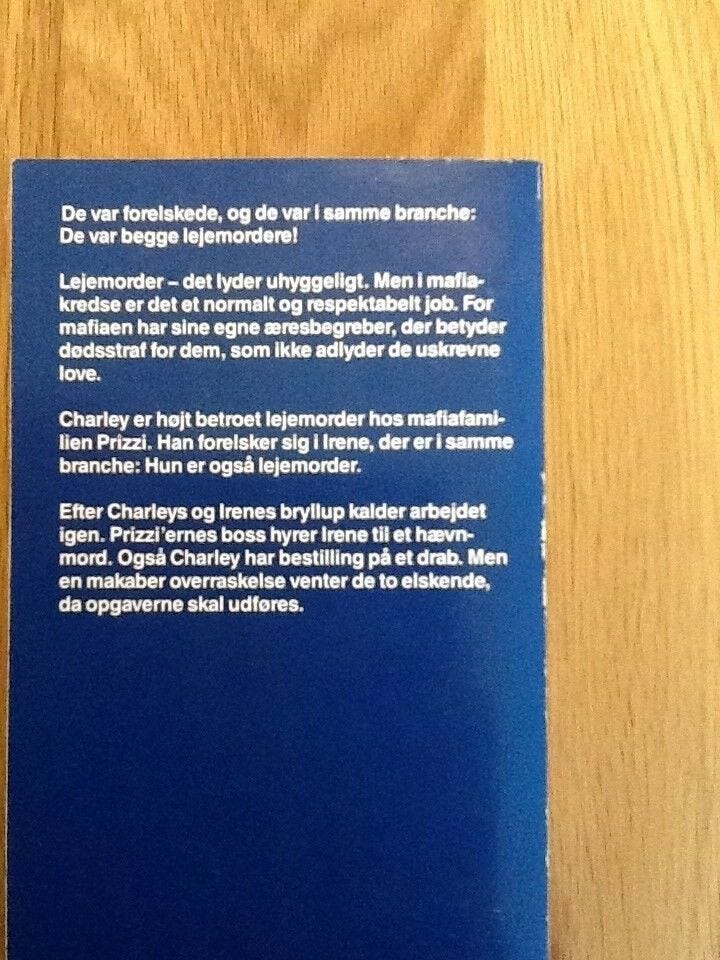 De var forelskede, og de var i samme branche:
De var begge lejemordere!
Lejemorder – det lyder uhyggeligt. Men i mafia-
kredse er det et normalt og respektabelt job. For
mafiaen har sine egne æresbegreber, der betyder
dødsstraf for dem, som ikke adlyder de uskrevne
love.
Charley er højt betroet lejemorder hos mafiafami-
lien Prizzi. Han forelsker sig i Irene, der er i samme
branche: Hun er også lejemorder.
Efter Charleys og Irenes bryllup kalder arbejdet
igen. Prizzi'ernes boss hyrer Irene til et hævn-
mord. Også Charley har bestilling på et drab. Men
en makaber overraskelse venter de to elskende,
da opgaverne skal udføres.